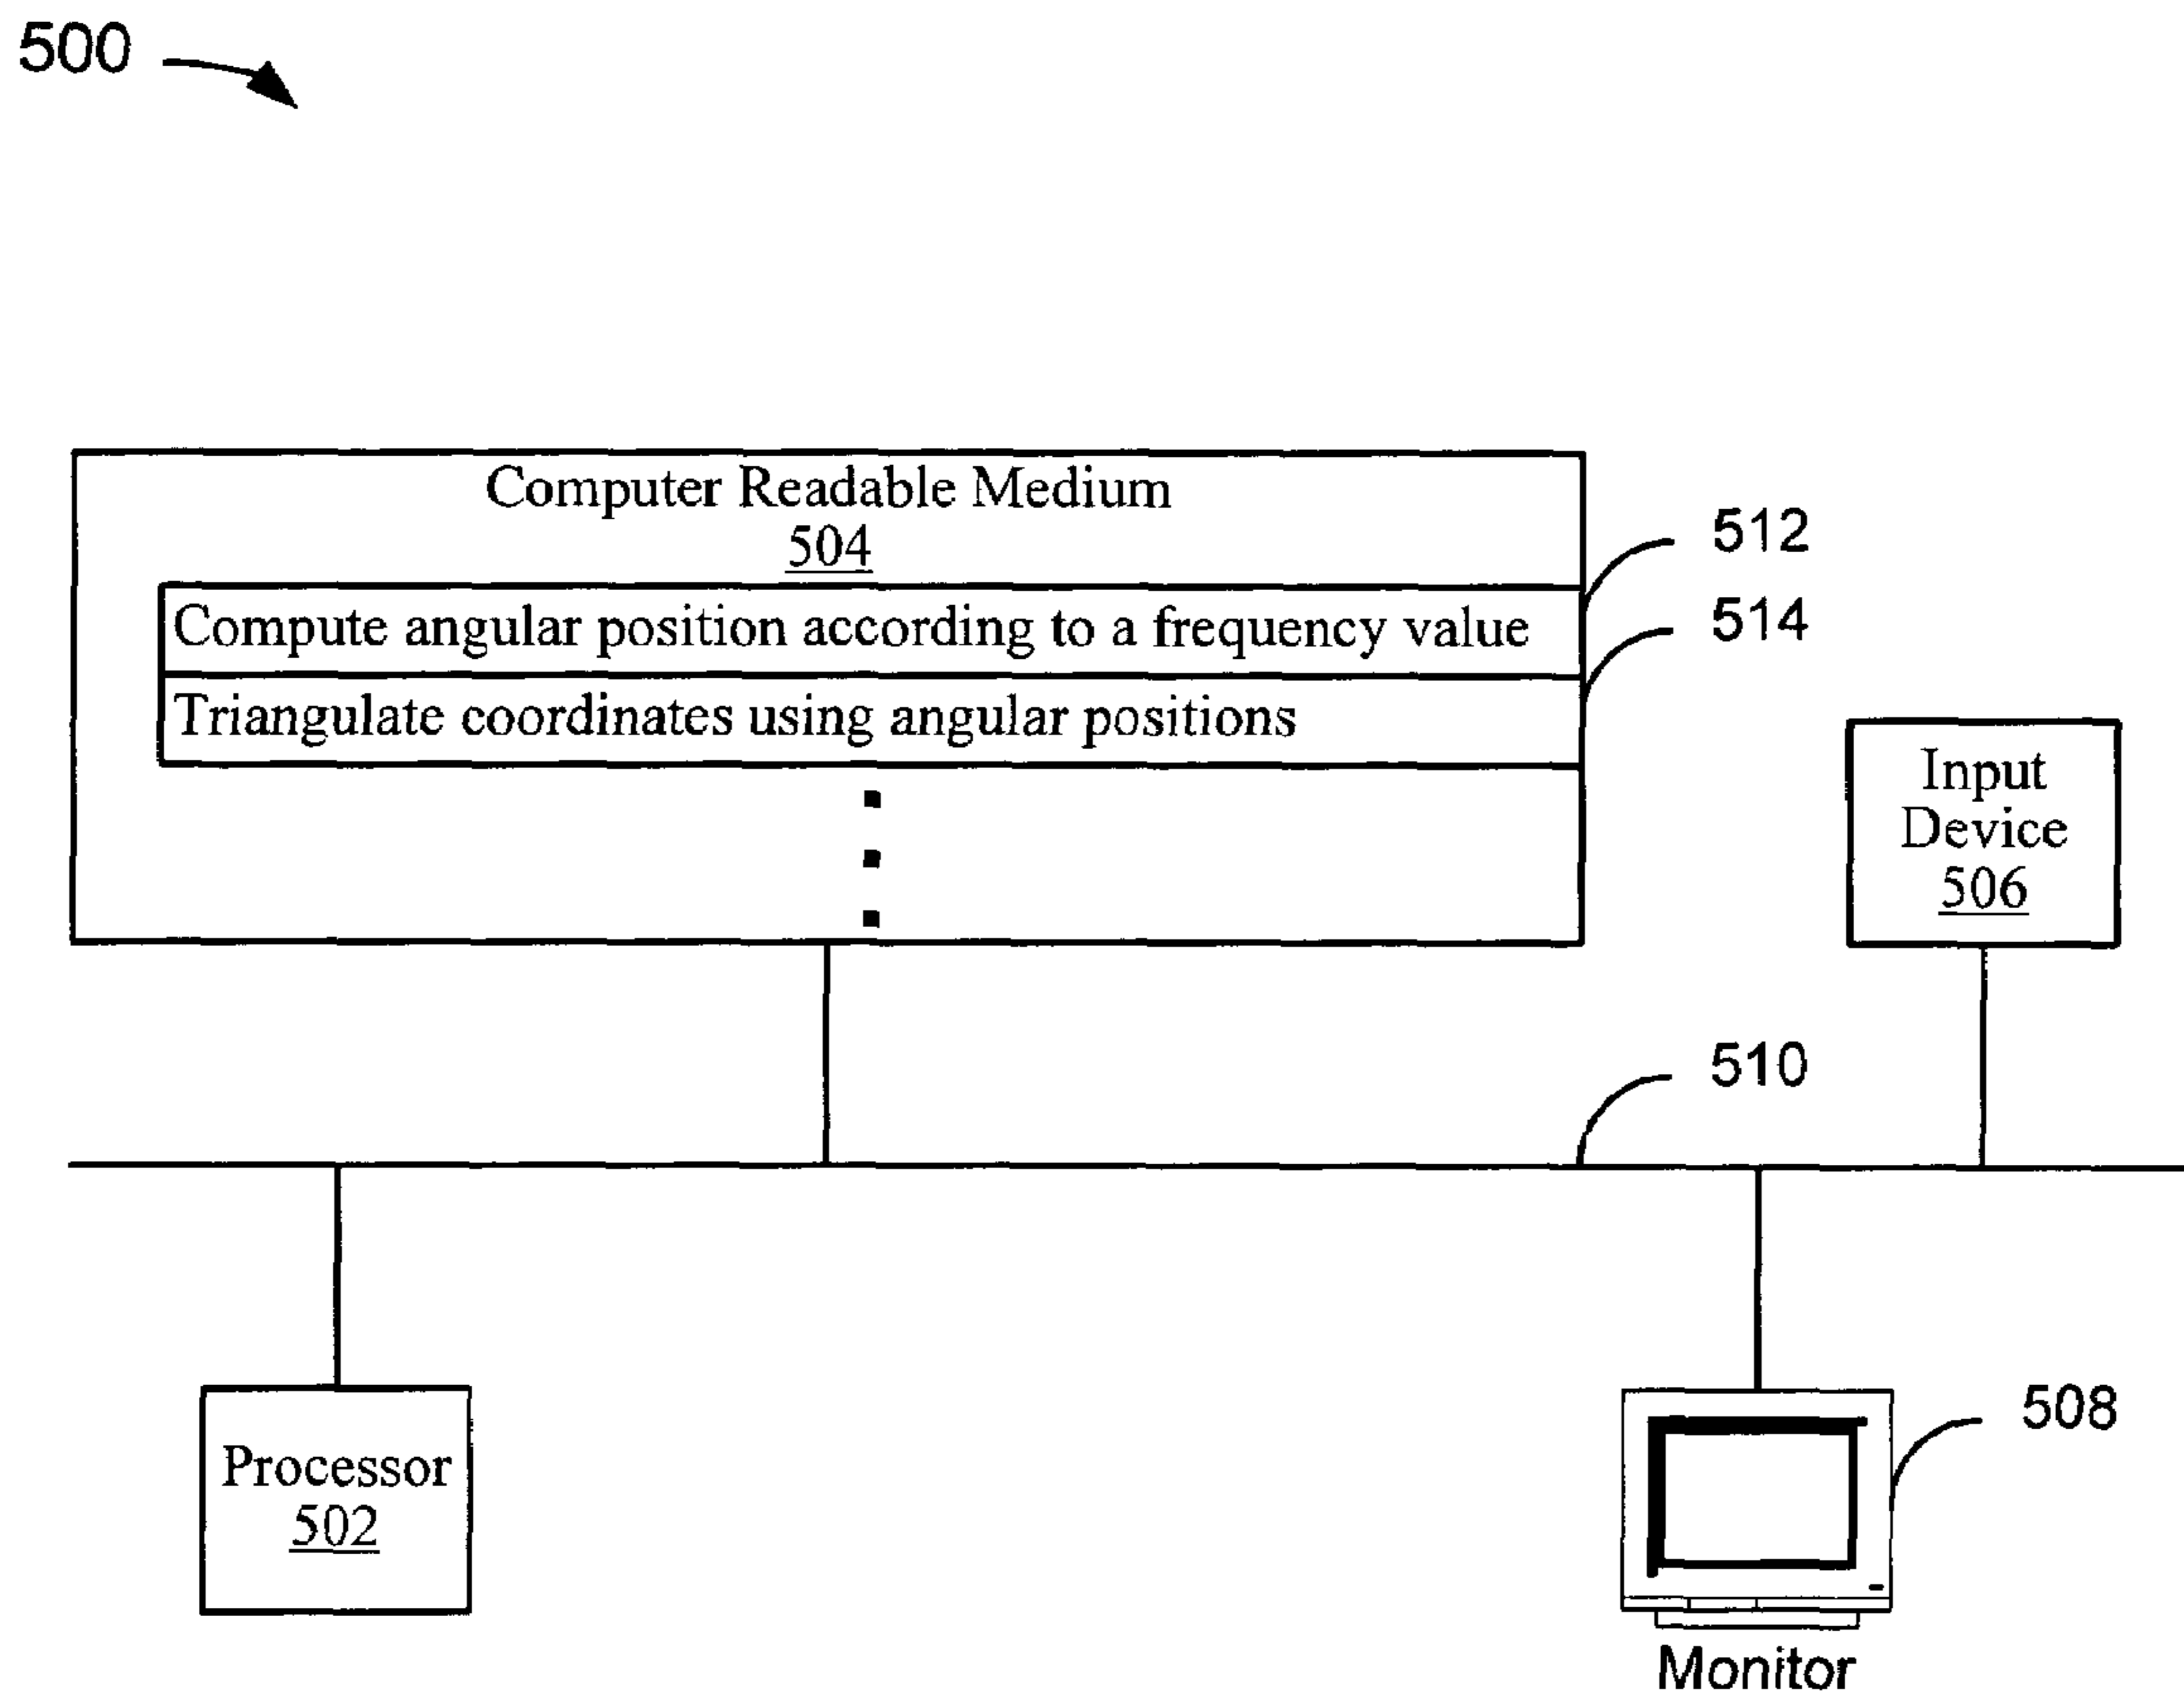 500
Computer Readable Medium
504
512
Compute angular position according to a frequency value
514
Triangulate coordinates using angular positions
Input
Device
506
510
Processor
502
508
Monitor